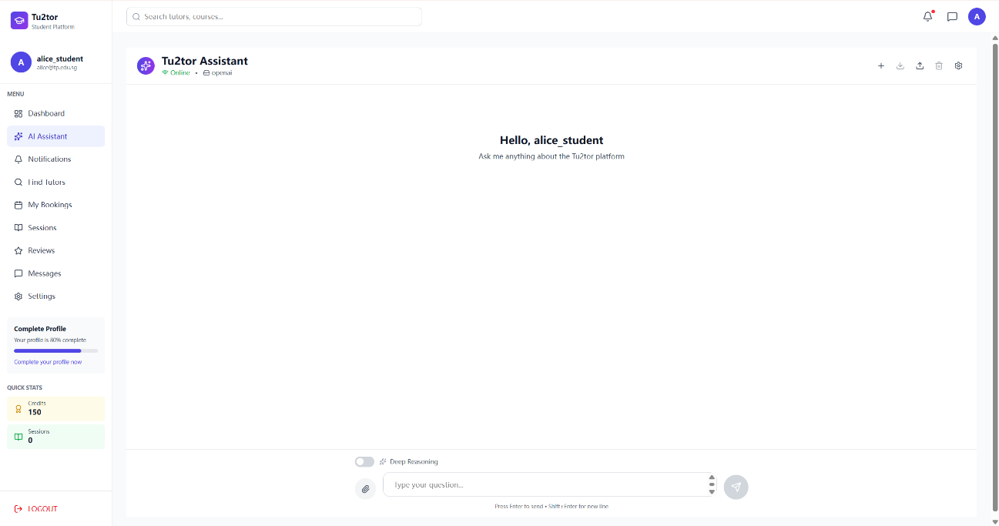 Tu2tor
Student Platform
Search tutors, courses...
A
A
alice_student
alice@tp.edu.sg
MENU
Dashboard
AI Assistant
Notifications
Find Tutors
My Bookings
Sessions
Reviews
Messages
Settings
Complete Profile
Your profile is 80% complete
Complete your profile now
QUICK STATS
Credits
150
Sessions
0
LOGOUT
Tu2tor Assistant
Online • openai
Hello, alice_student
Ask me anything about the Tu2tor platform
Deep Reasoning
Type your question...
Press Enter to send • Shift+Enter for new line